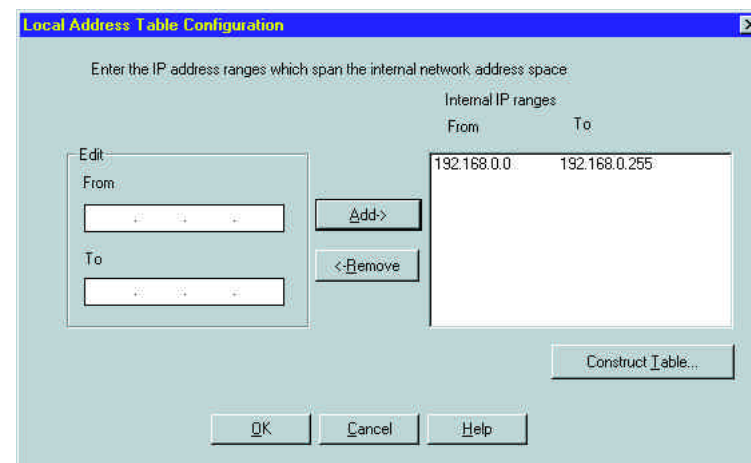 Local Address Table Configuration
Enter the IP address ranges which span the internal network address space
Internal IP ranges
From To
Edit
From
To
Add->
<-Remove
192.168.0.0 192.168.0.255
Construct Table...
OK Cancel Help